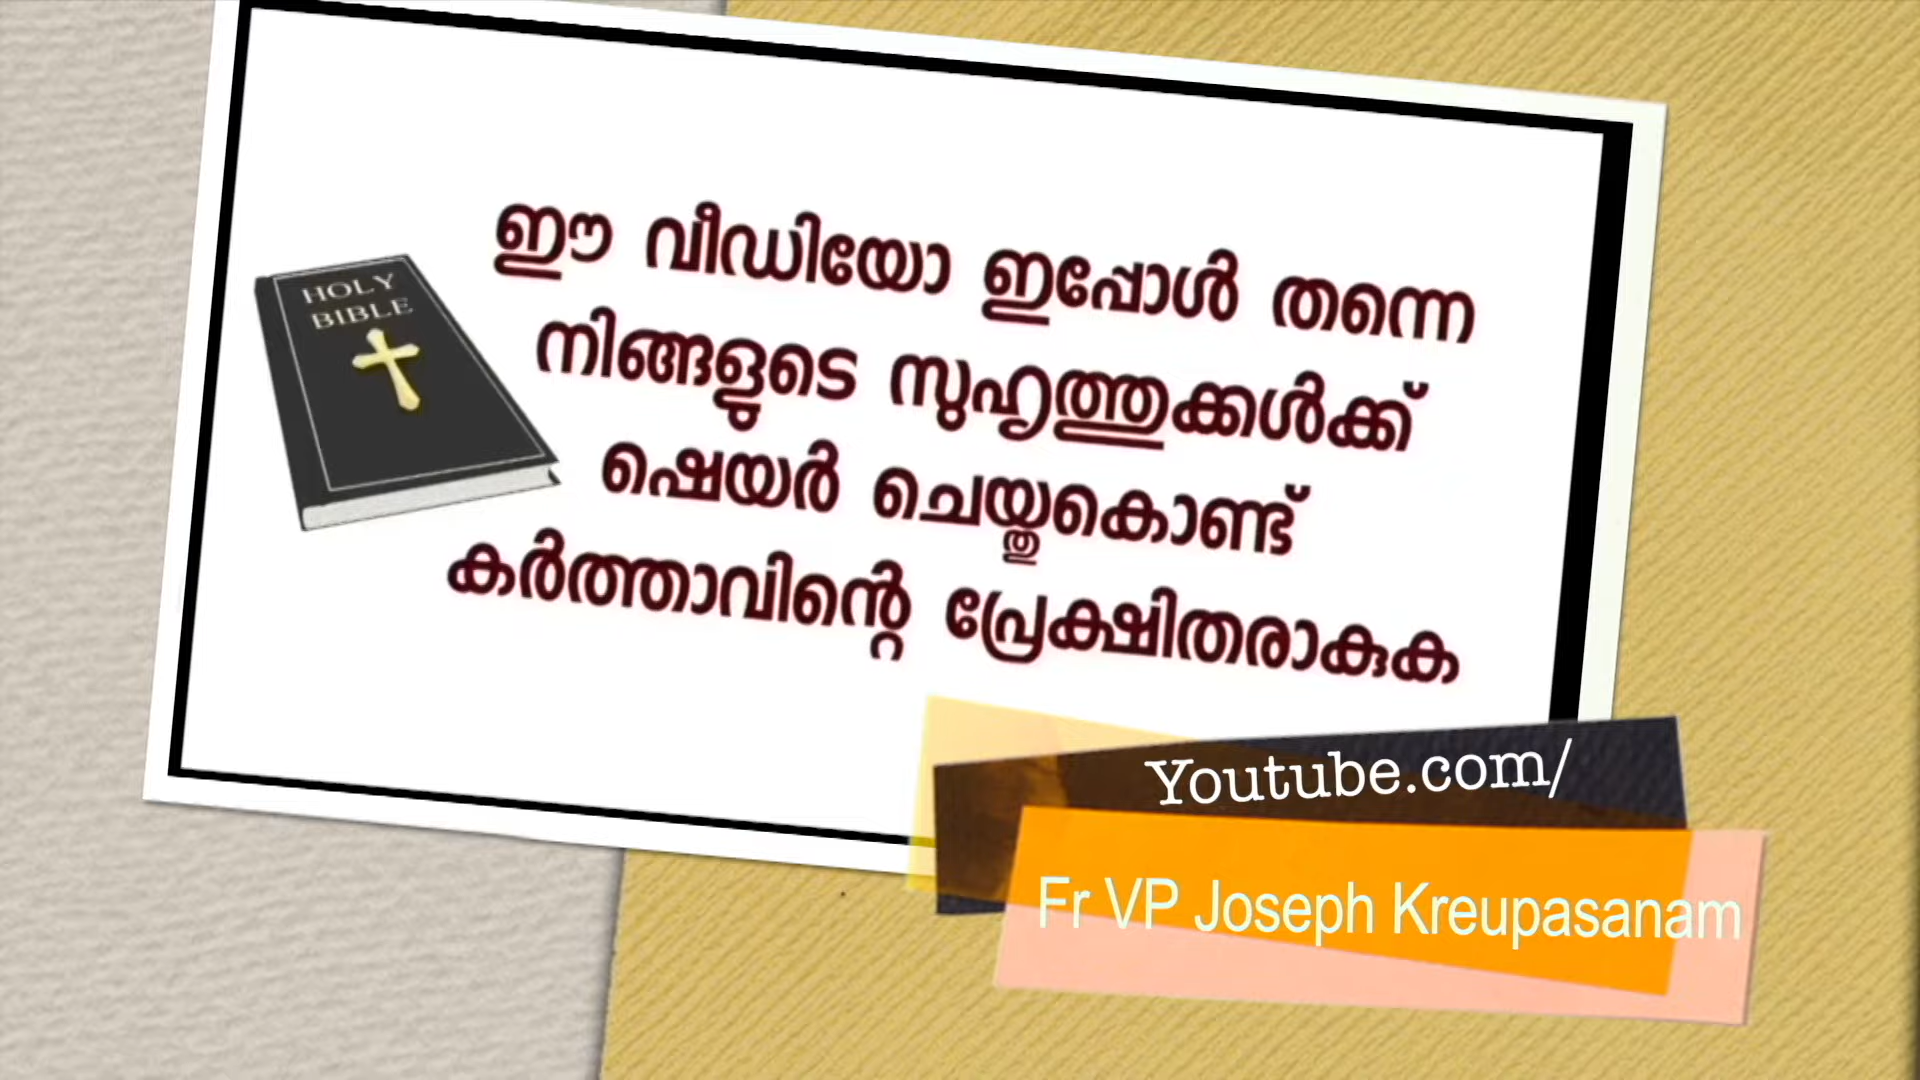 HOLY
BIBLE
ഈ വീഡിയോ ഇപ്പോൾ തന്നെ
നിങ്ങളുടെ സുഹൃത്തുക്കൾക്ക്
ഷെയർ ചെയ്തുകൊണ്ട്
കർത്താവിന്റെ പ്രേക്ഷിതരാകുക
Youtube.com/
Fr VP Joseph Kreupasanam